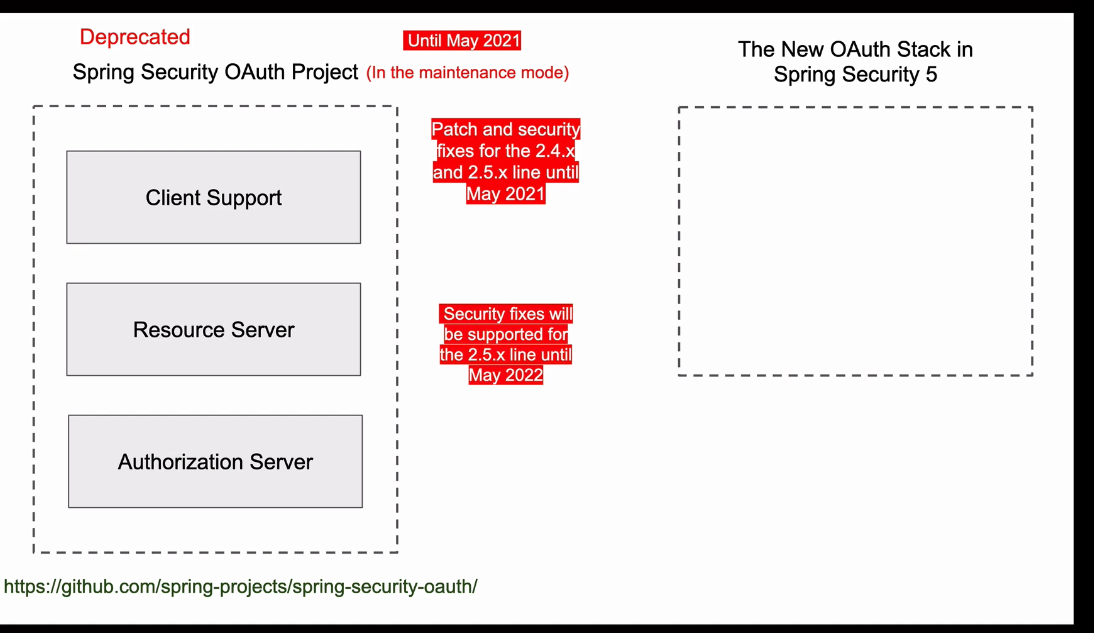 Deprecated
Until May 2021
Spring Security OAuth Project (In the maintenance mode)
The New OAuth Stack in
Spring Security 5
Patch and security
fixes for the 2.4.x
and 2.5.x line until
May 2021
Client Support
Resource Server
Security fixes will
be supported for
the 2.5.x line until
May 2022
Authorization Server
https://github.com/spring-projects/spring-security-oauth/